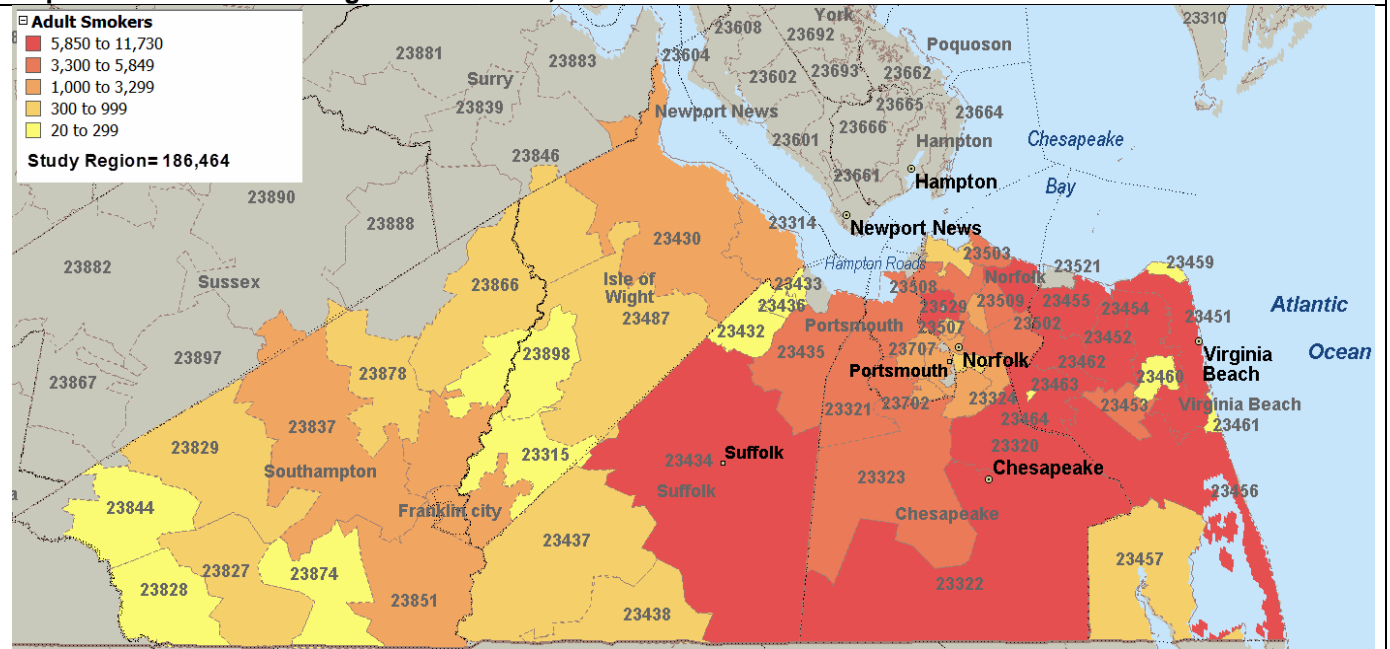 Adult Smokers
5,850 to 11,730
3,300 to 5,849
1,000 to 3,299
300 to 999
20 to 299
Study Region= 186,464
23881
23883
Surry
23839
23846
23890
23888
23882
Sussex
23897
23867
23604
23608
York
23692
23602
23693
Poquoson
23662
23665
23664
Newport News
23601
23666
Hampton
23661
Hampton
Newport News
23310
Chesapeake
Bay
Atlantic
Ocean
Hampton Roads
23314
23430
Isle of
Wight
23487
23866
23898
23878
23837
23829
Southampton
23315
Franklin city
23844
23828
23827
23874
23851
23437
23438
23434
Suffolk
Suffolk
23432
23433
23436
23435
Portsmouth
23508
23503
Norfolk
23521
23459
23529
23509
23455
23454
23451
23507
23502
23452
23707
Norfolk
Portsmouth
23462
Virginia
Beach
23460
23463
23321
23702
23324
23464
23453
Virginia Beach
23461
23320
Chesapeake
23323
Chesapeake
23456
23457
23322